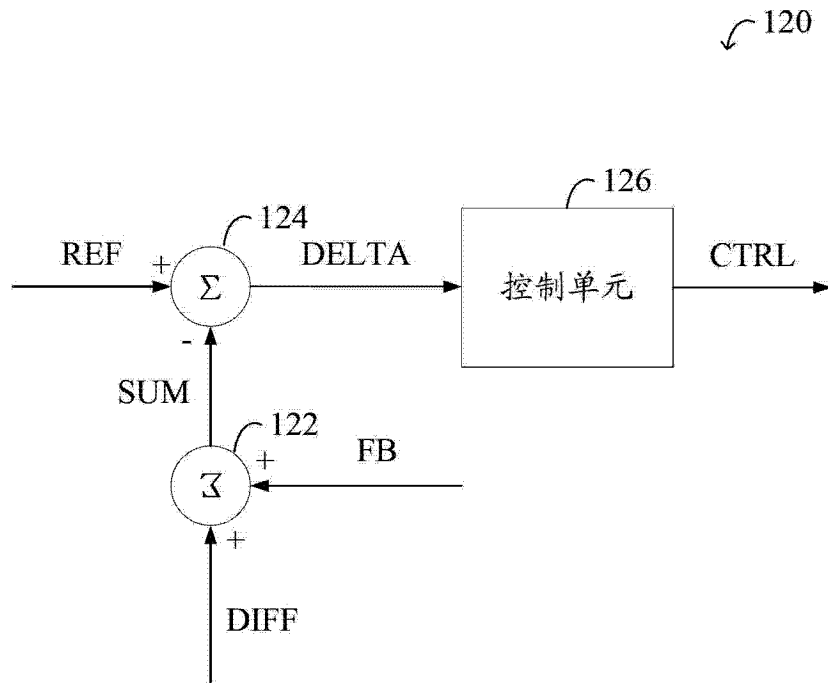 120
126
124
REF
+
Σ
DELTA
控制单元
CTRL
-
SUM
122
+
FB
Σ
+
DIFF